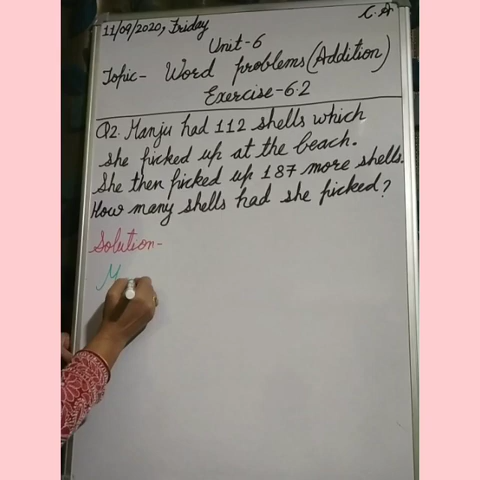 C.A
11/09/2020, Friday
Unit-6
Topic- Word problems (Addition)
Exercise-6.2
Q2. Manju had 112 shells which
she picked up at the beach.
She then picked up 187 more shells.
How many shells had she picked?
Solution-
M